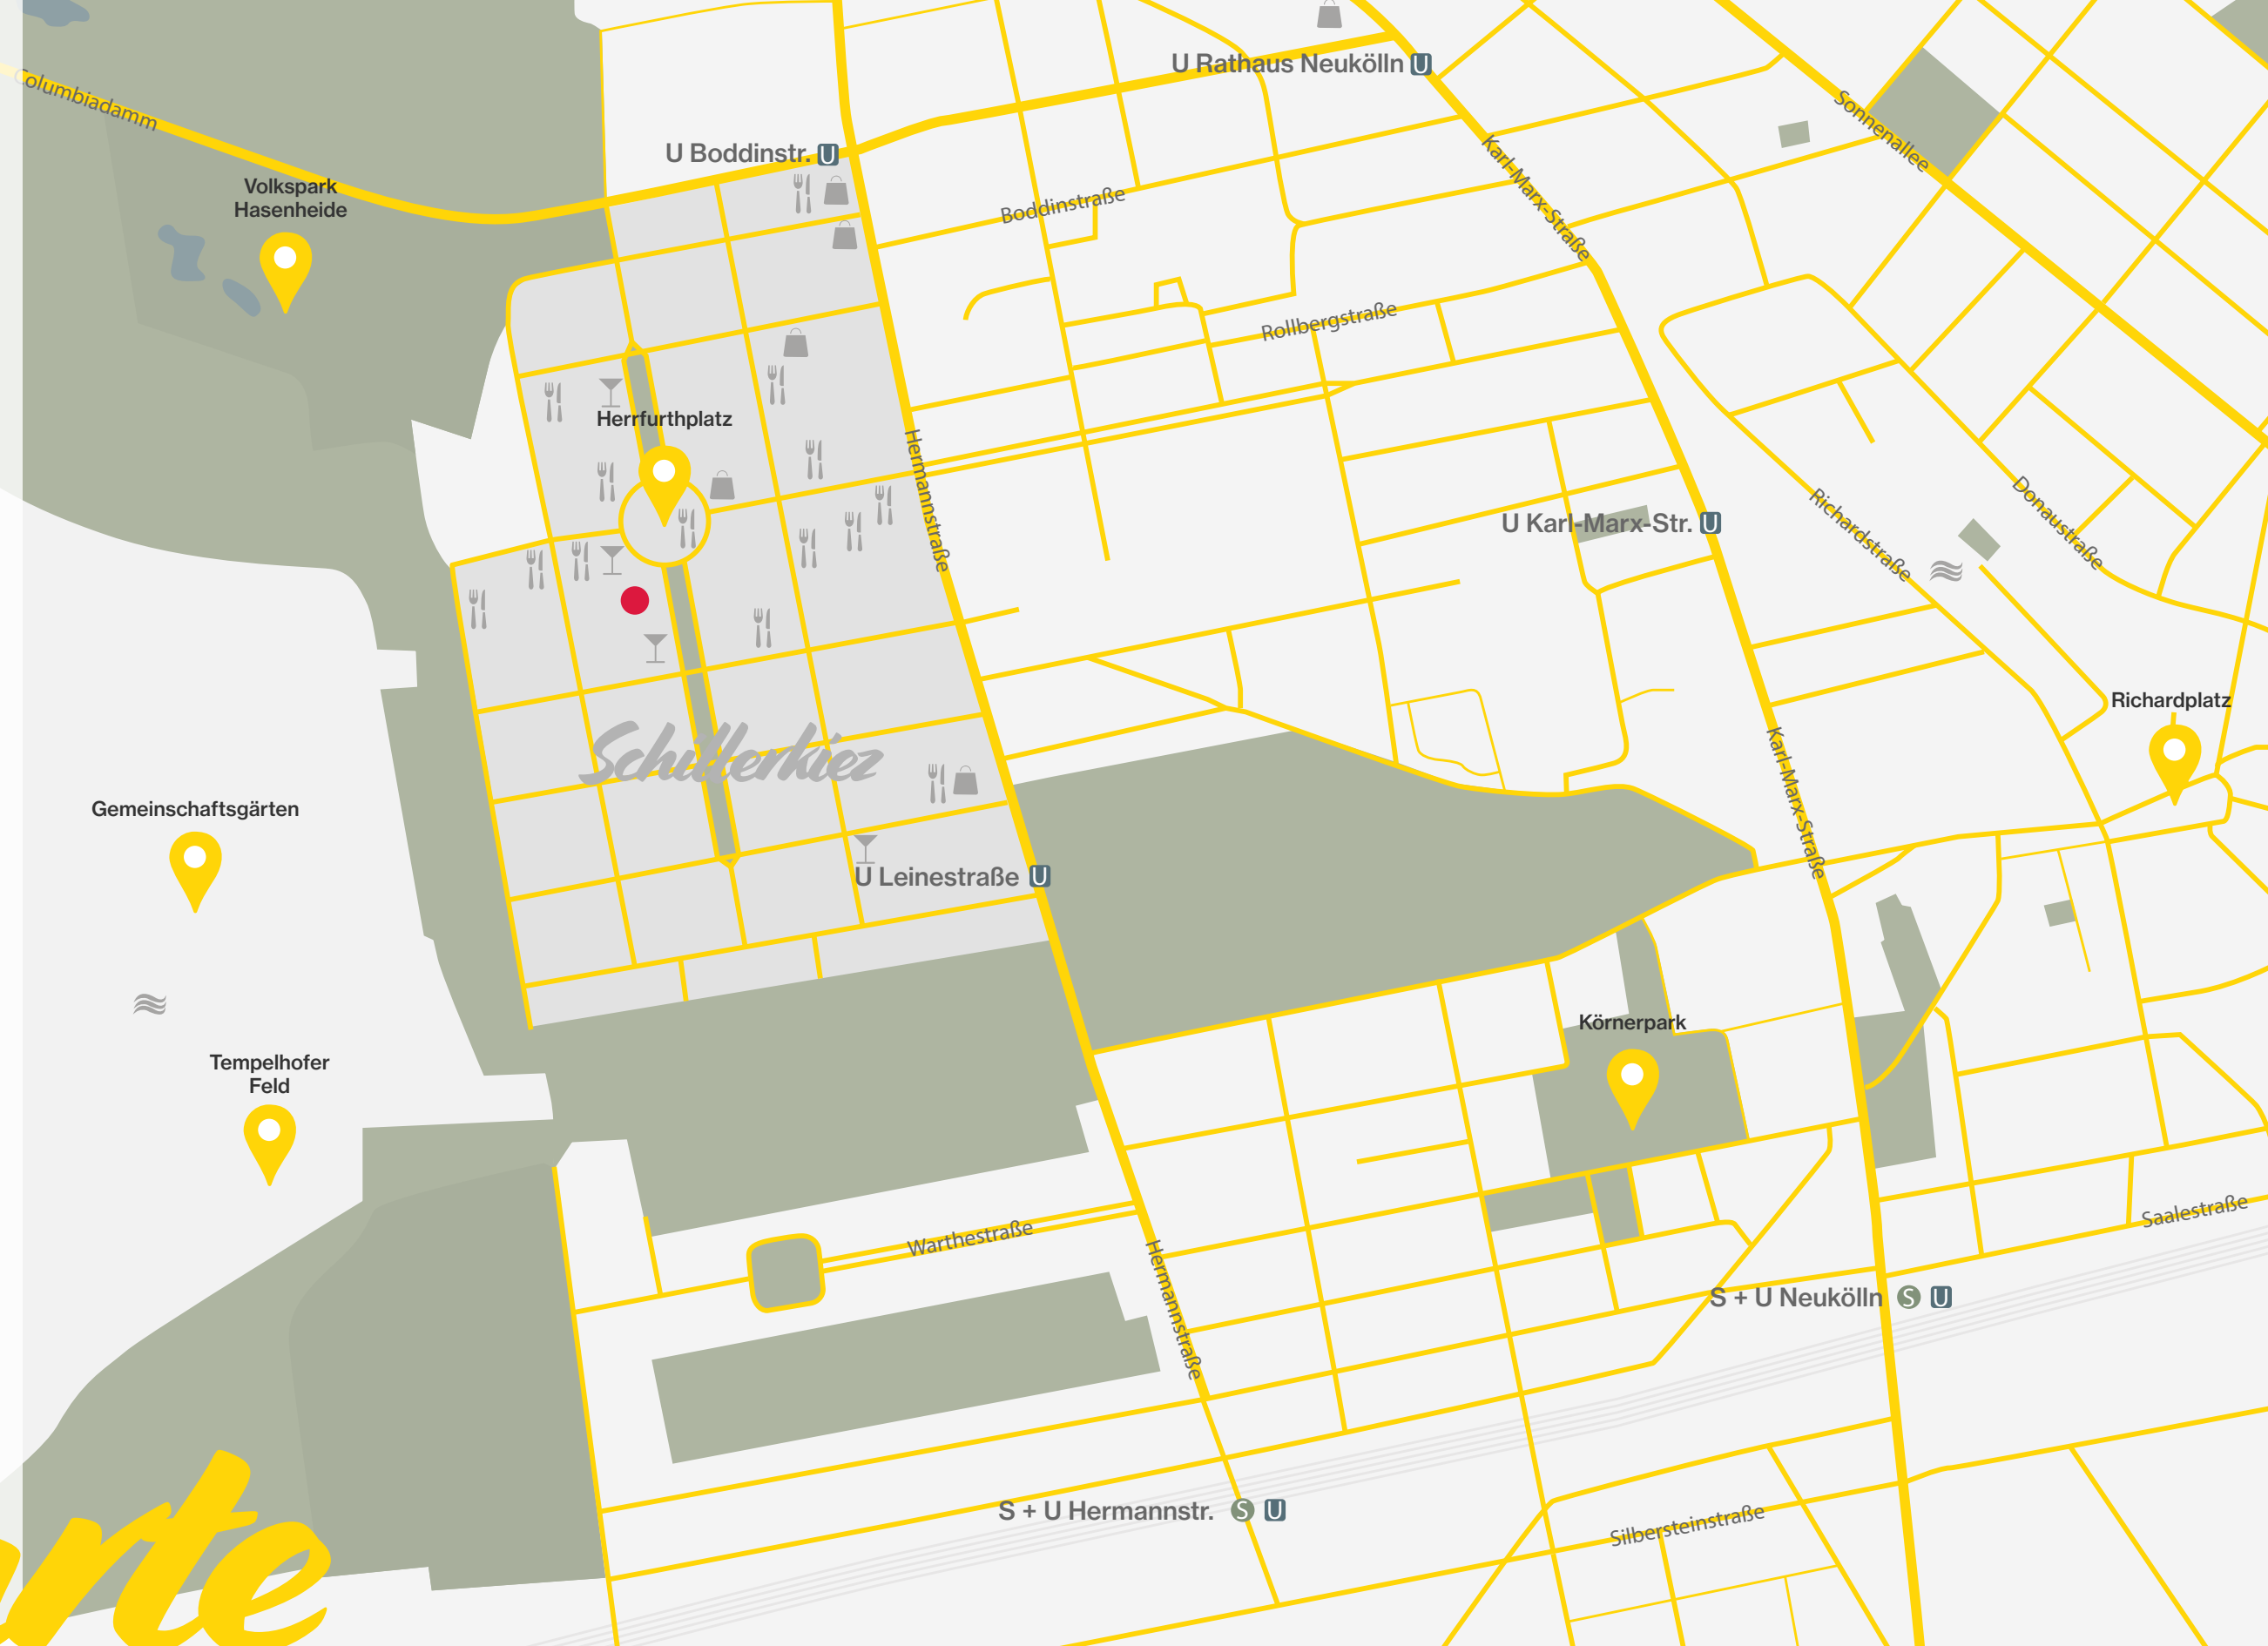 U Rathaus Neukölln U
Columbiadamm
Sonnenallee
U Boddinstr. U
Karl-Marx-Straße
Volkspark
Hasenheide
Boddinstraße
Rollbergstraße
Herrfurthplatz
Hermannstraße
U Karl-Marx-Str. U
Richardstraße
Donaustraße
Richardplatz
Schillerkiez
Karl-Marx-Straße
Gemeinschaftsgärten
U Leinestraße U
Körnerpark
Tempelhofer
Feld
Saalestraße
Warthestraße
Hermannstraße
S + U Neukölln S U
S + U Hermannstr. S U
Silbersteinstraße
rte